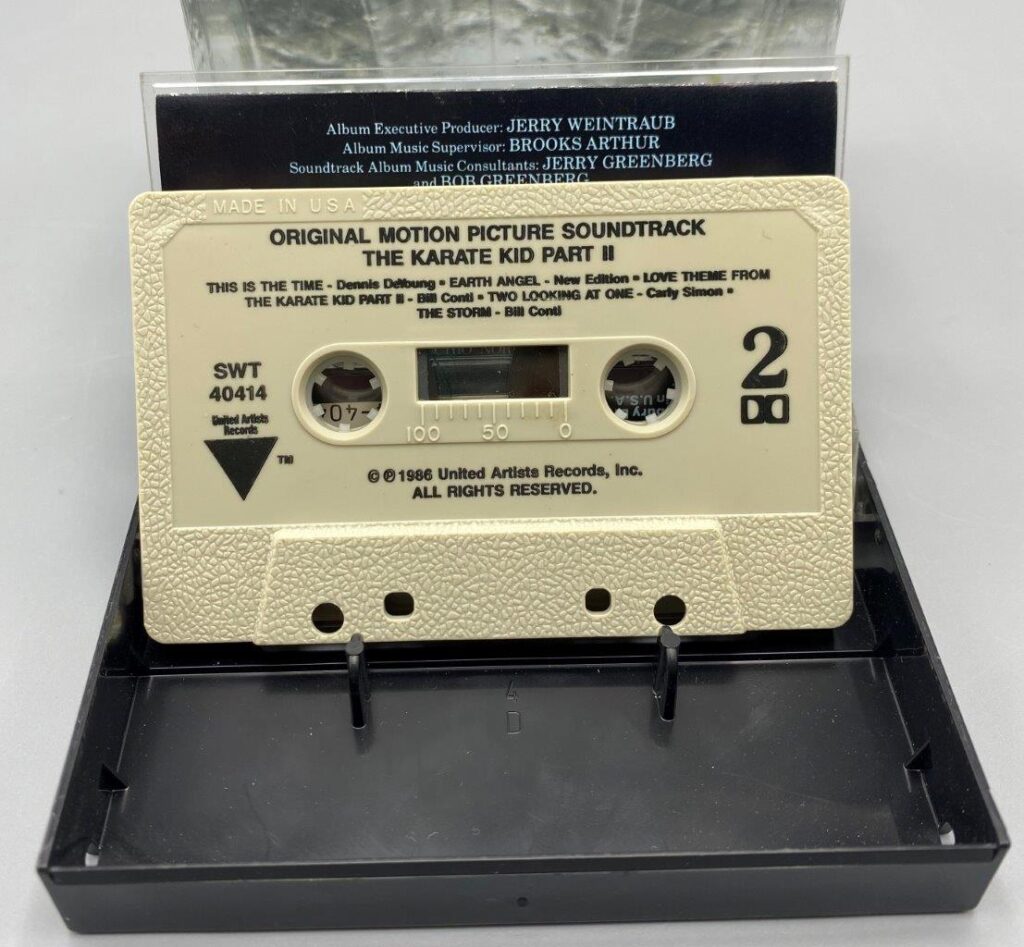 Album Executive Producer: JERRY WEINTRAUB
Album Music Supervisor: BROOKS ARTHUR
Soundtrack Album Music Consultants: JERRY GREENBERG
and BOB GREENBERG
MADE IN USA
ORIGINAL MOTION PICTURE SOUNDTRACK
THE KARATE KID PART II
THIS IS THE TIME - Dennis DeYoung • EARTH ANGEL - New Edition • LOVE THEME FROM
THE KARATE KID PART II - Bill Conti • TWO LOOKING AT ONE - Carly Simon •
THE STORM - Bill Conti
SWT
40414
2
United Artists
Records
TM
100 50 0
© ℗ 1986 United Artists Records, Inc.
ALL RIGHTS RESERVED.
4
D